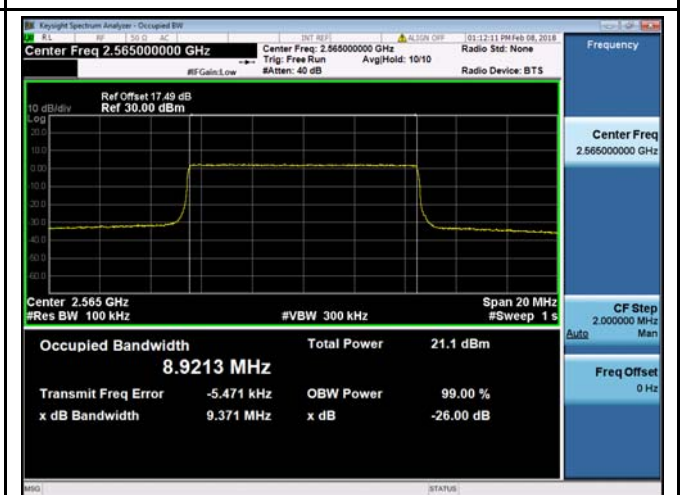 Keysight Spectrum Analyzer - Occupied BW
RL RF 50 Ω AC INT REF ALIGN OFF 01:12:11 PM Feb 08, 2018
Center Freq 2.565000000 GHz
Center Freq: 2.565000000 GHz
Radio Std: None
Trig: Free Run Avg|Hold: 10/10
#IFGain:Low #Atten: 40 dB Radio Device: BTS
Ref Offset 17.49 dB
10 dB/div Ref 30.00 dBm
Log
20.0
10.0
0.00
-10.0
-20.0
-30.0
-40.0
-50.0
-60.0
Center 2.565 GHz Span 20 MHz
#Res BW 100 kHz #VBW 300 kHz #Sweep 1 s
Occupied Bandwidth Total Power 21.1 dBm
8.9213 MHz
Transmit Freq Error -5.471 kHz OBW Power 99.00 %
x dB Bandwidth 9.371 MHz x dB -26.00 dB
MSG STATUS
Frequency
Center Freq
2.565000000 GHz
CF Step
2.000000 MHz
Auto Man
Freq Offset
0 Hz